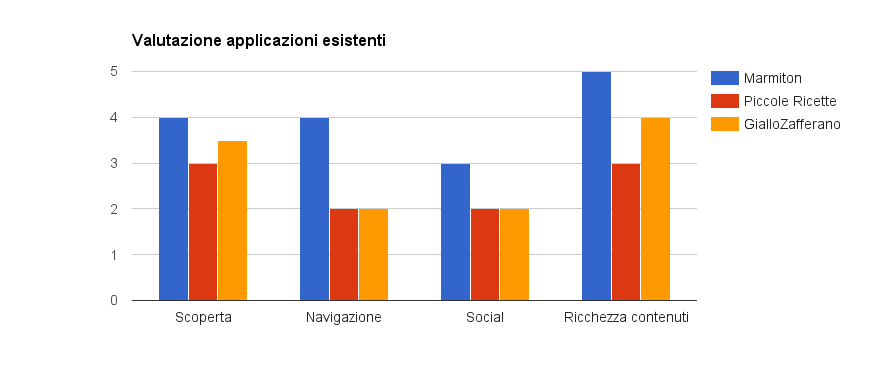 Valutazione applicazioni esistenti
5
4
3
2
1
0
Scoperta
Navigazione
Social
Ricchezza contenuti
Marmiton
Piccole Ricette
GialloZafferano